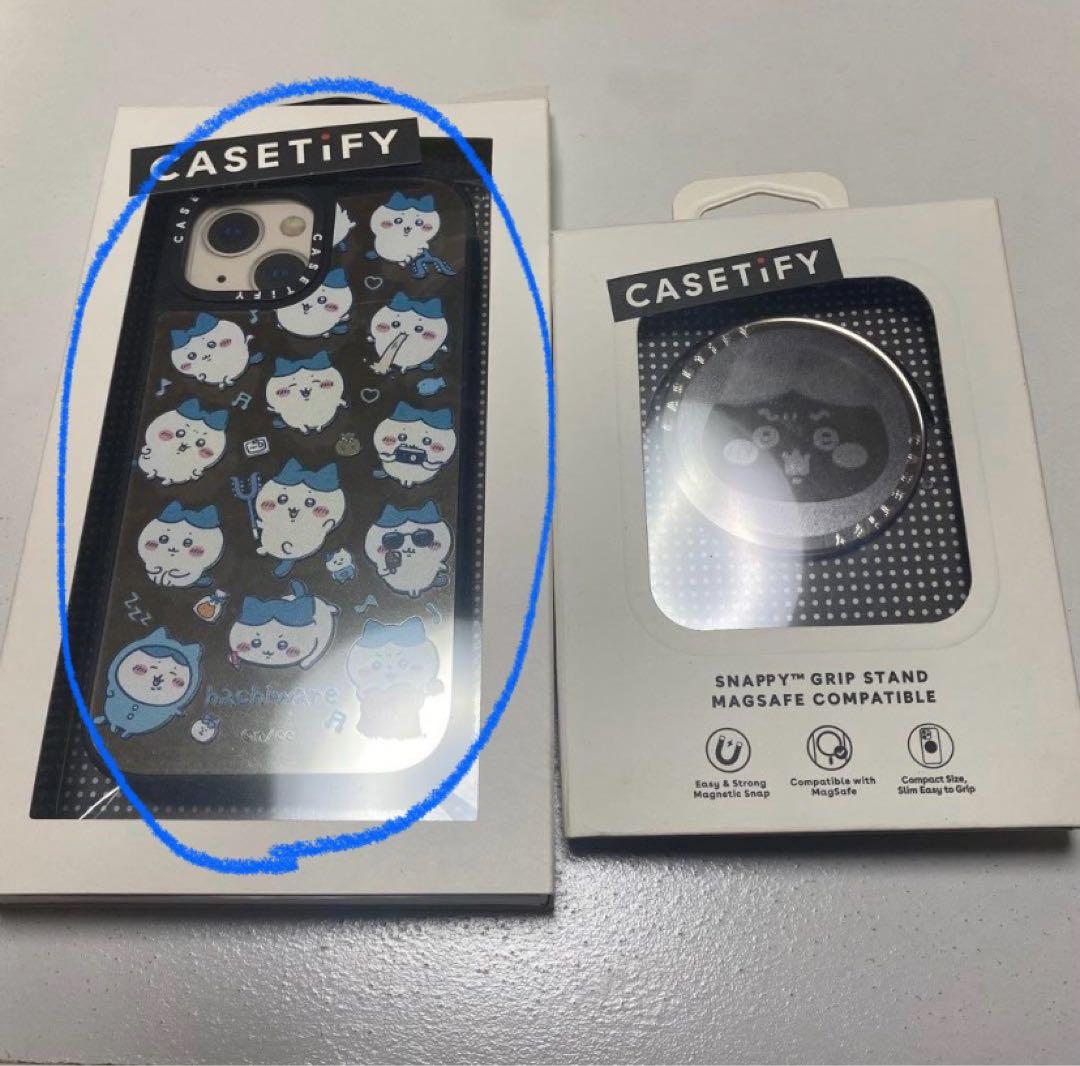 CASETiFY
CASETiFY
zzz
hachiware
CASETiFY
SNAPPY™ GRIP STAND
MAGSAFE COMPATIBLE
Easy & Strong
Magnetic Snap
Compatible with
MagSafe
Compact Size,
Slim Easy to Grip